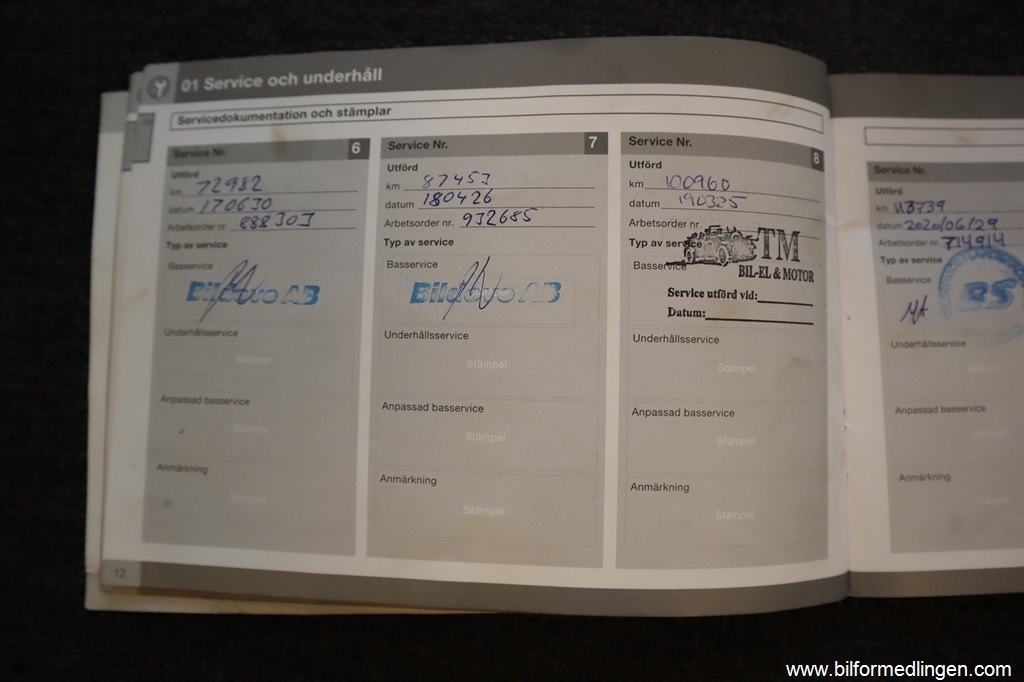 01 Service och underhåll
Servicedokumentation och stämplar
Service Nr. 6
Utförd
km 72982
datum 170630
Arbetsorder nr. 888303
Typ av service
Basservice
Bildovo AB
Underhållsservice
Stämpel
Anpassad basservice
Stämpel
Anmärkning
Stämpel
12
Service Nr. 7
Utförd
km 87453
datum 180426
Arbetsorder nr. 932685
Typ av service
Basservice
Bildovo AB
Underhållsservice
Stämpel
Anpassad basservice
Stämpel
Anmärkning
Stämpel
Service Nr. 8
Utförd
km 100960
datum 190325
Arbetsorder nr.
Typ av service
TM
Basservice
BIL-EL & MOTOR
Service utförd vid:
Datum:
Underhållsservice
Stämpel
Anpassad basservice
Stämpel
Anmärkning
Stämpel
Service Nr.
Utförd
km 113739
datum 2020/06/29
Arbetsorder nr. 714914
Typ av service
Basservice
BS
Underhållsservice
Anpassad basservice
Anmärkning
www.bilformedlingen.com